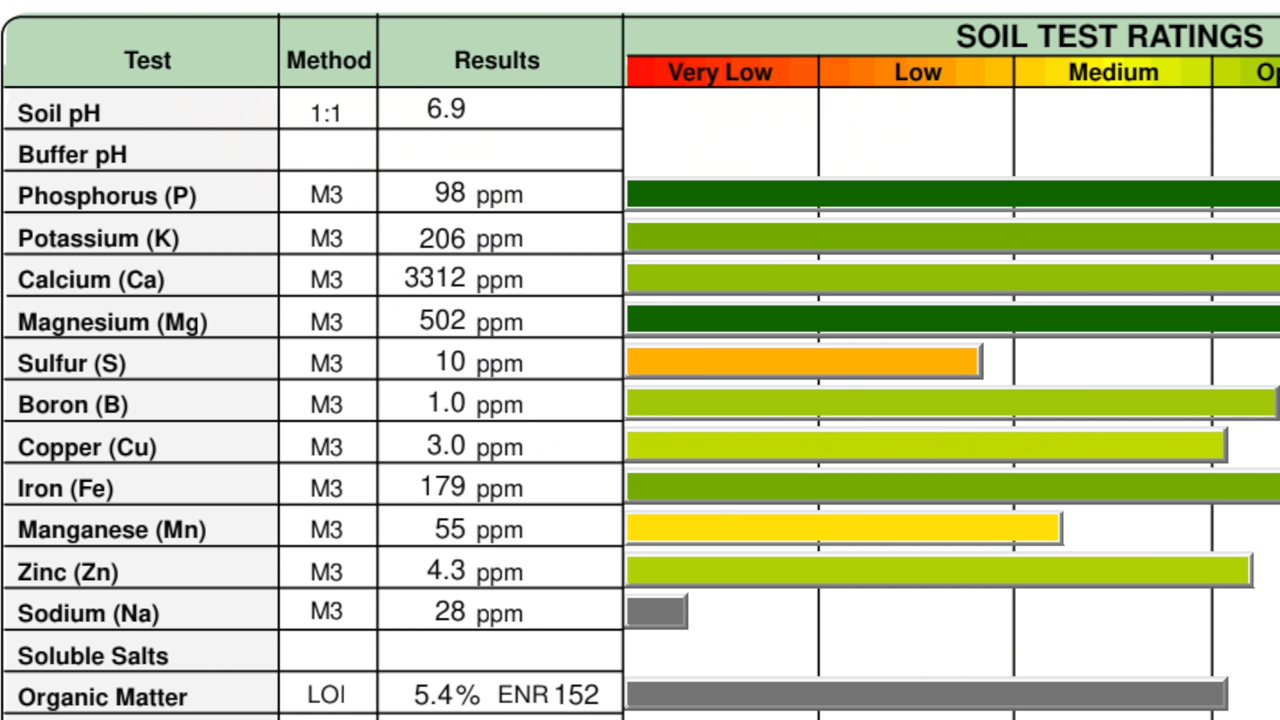 SOIL TEST RATINGS
Test Method Results Very Low Low Medium Op
Soil pH 1:1 6.9
Buffer pH
Phosphorus (P) M3 98 ppm
Potassium (K) M3 206 ppm
Calcium (Ca) M3 3312 ppm
Magnesium (Mg) M3 502 ppm
Sulfur (S) M3 10 ppm
Boron (B) M3 1.0 ppm
Copper (Cu) M3 3.0 ppm
Iron (Fe) M3 179 ppm
Manganese (Mn) M3 55 ppm
Zinc (Zn) M3 4.3 ppm
Sodium (Na) M3 28 ppm
Soluble Salts
Organic Matter LOI 5.4% ENR 152